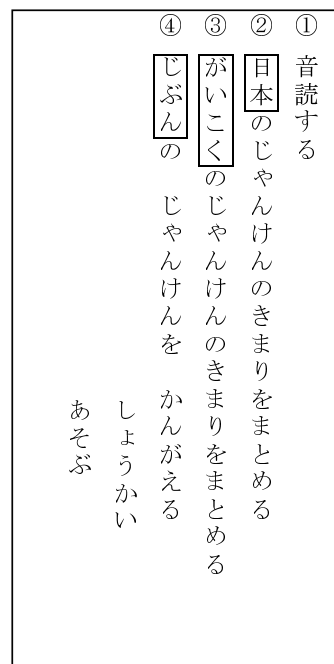 ① 音読する
② 日本のじゃんけんのきまりをまとめる
③ がいこくのじゃんけんのきまりをまとめる
④ じぶんの　じゃんけんを　かんがえる
しょうかい
あそぶ